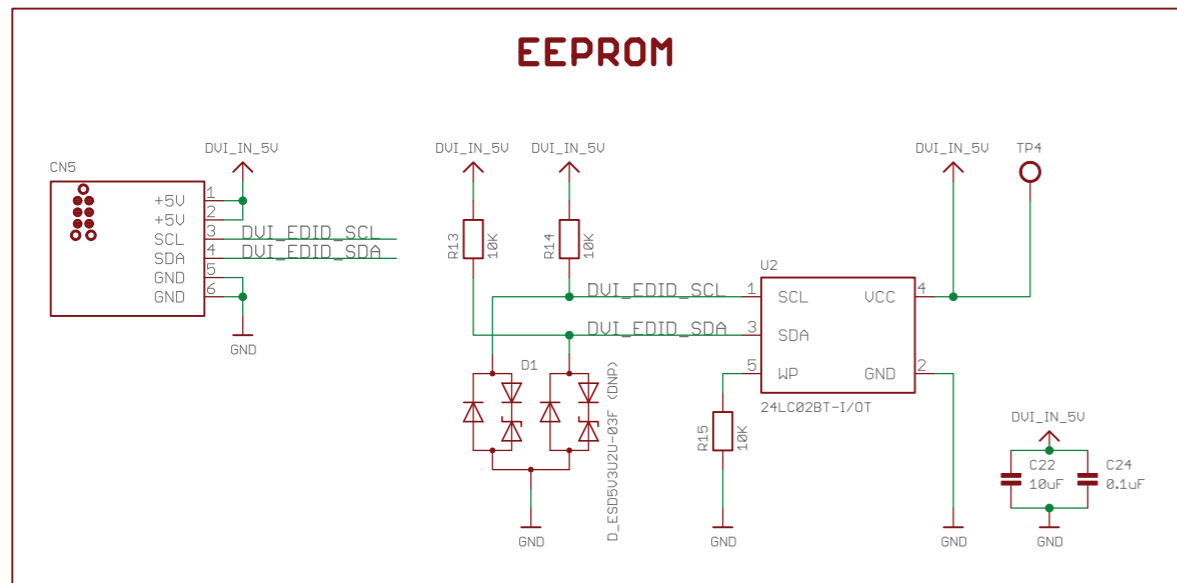 EEPROM
CN5
DVI_IN_5V
+5V 1
+5V 2
SCL 3 DVI_EDID_SCL
SDA 4 DVI_EDID_SDA
GND 5
GND 6
GND
DVI_IN_5V
DVI_IN_5V
R13
10K
R14
10K
DVI_EDID_SCL
DVI_EDID_SDA
D1
D_ESD5V3U2U-03F (DNP)
GND
DVI_IN_5V
TP4
U2
1 SCL VCC 4
3 SDA
5 WP GND 2
24LC02BT-I/OT
R15
10K
GND
GND
DVI_IN_5V
C22
10uF
C24
0.1uF
GND